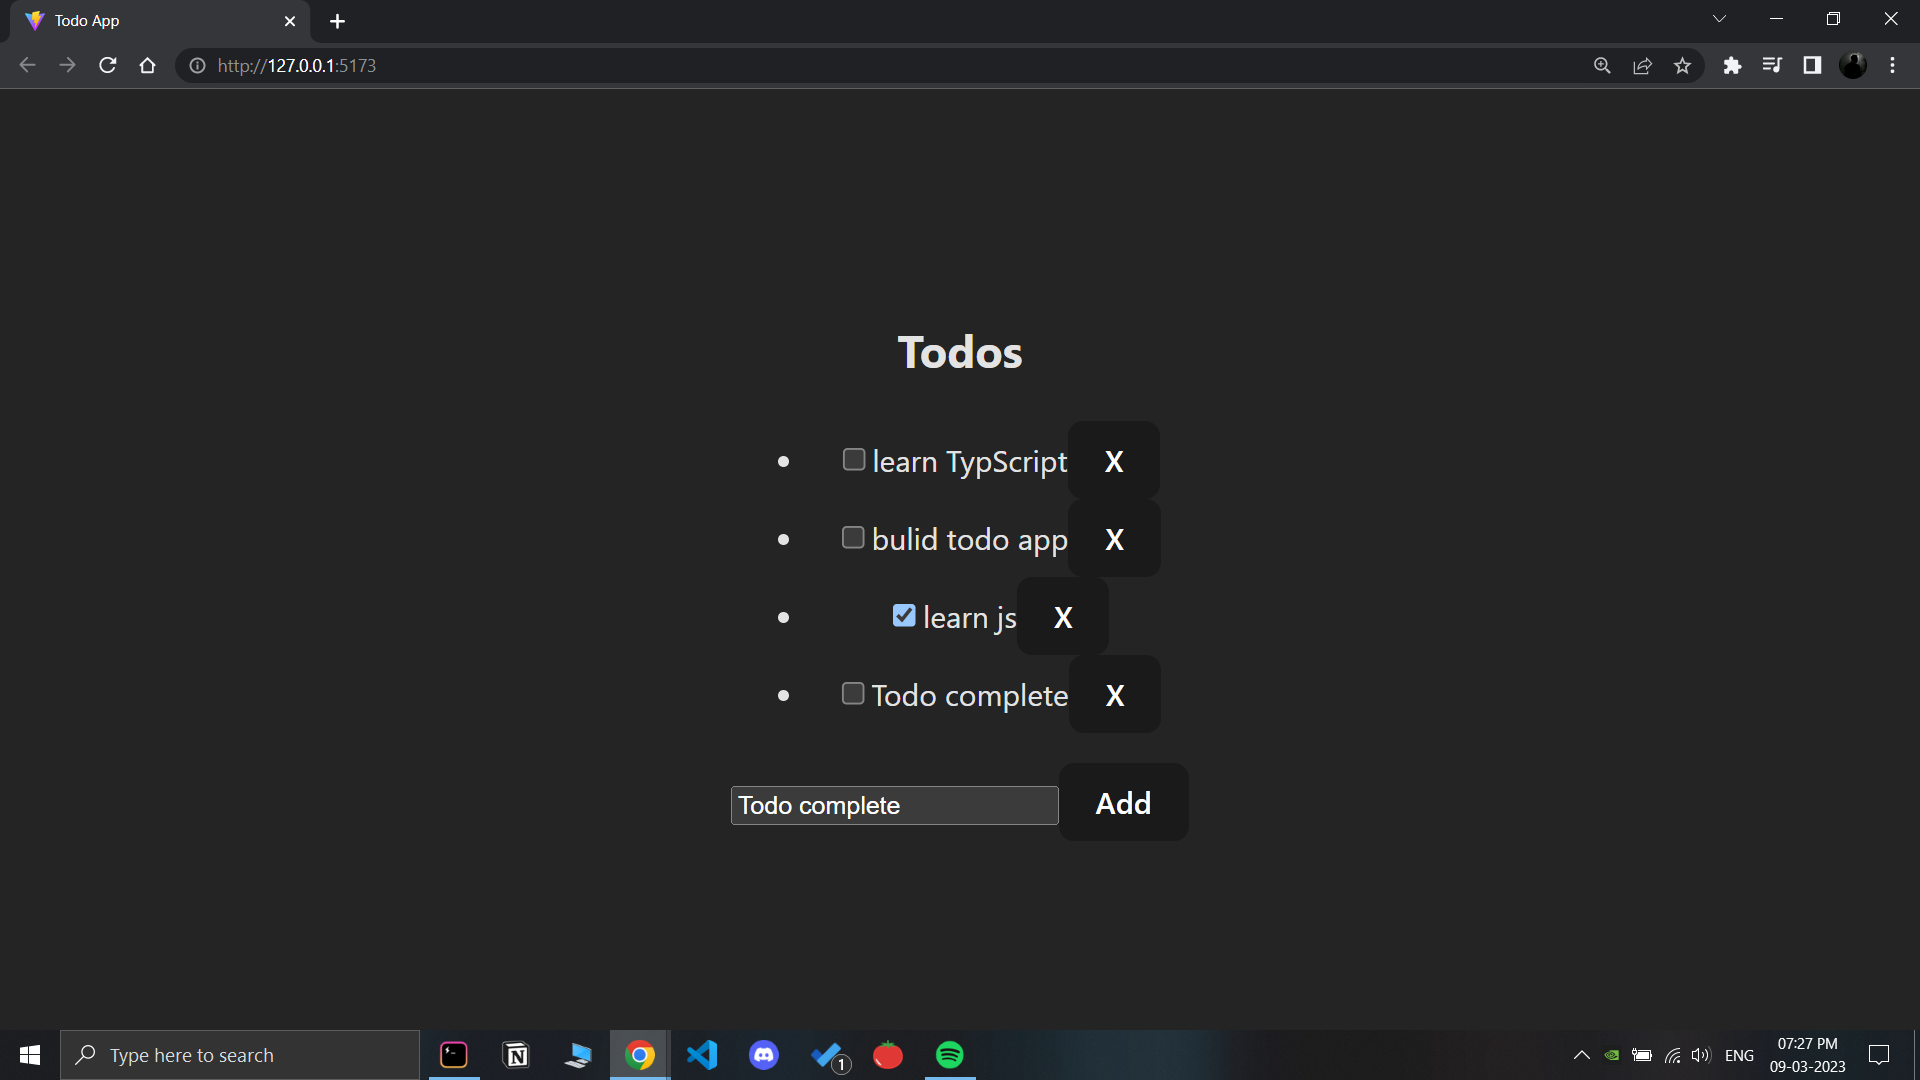 Todo App
http://127.0.0.1:5173
Todos
learn TypScript X
bulid todo app X
learn js X
Todo complete X
Todo complete Add
Type here to search
1
ENG
07:27 PM
09-03-2023